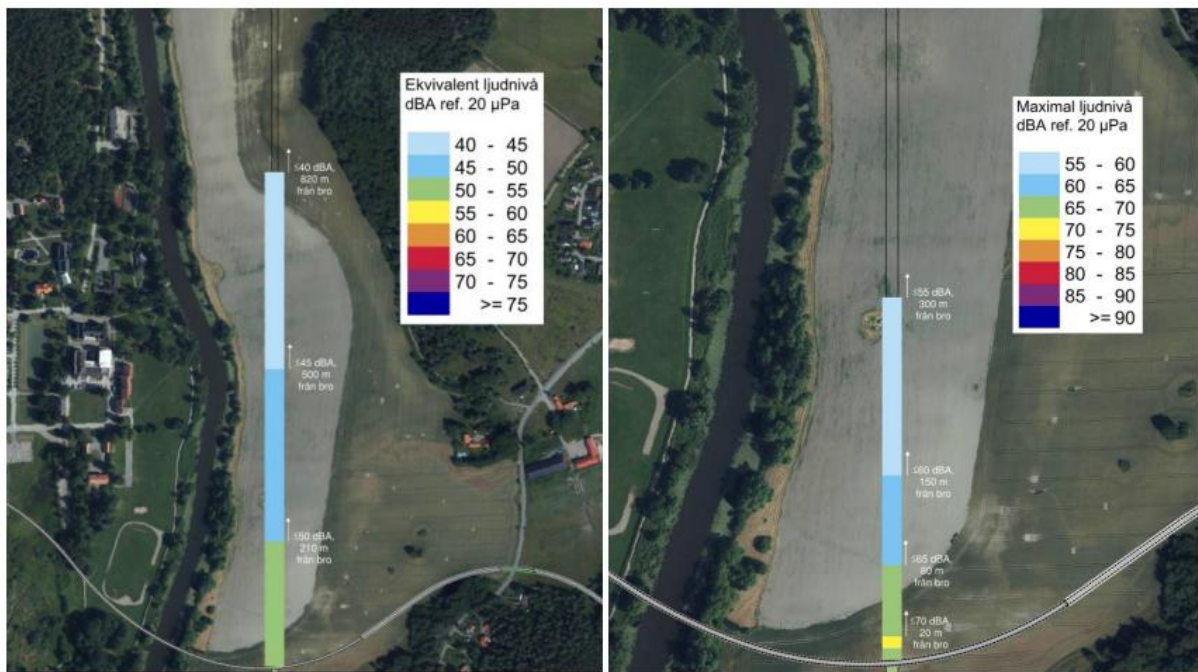 Ekvivalent ljudnivå
dBA ref. 20 µPa
40 - 45
45 - 50
50 - 55
55 - 60
60 - 65
65 - 70
70 - 75
>= 75
≤40 dBA,
820 m
från bro
≤45 dBA,
500 m
från bro
≤50 dBA,
210 m
från bro
Maximal ljudnivå
dBA ref. 20 µPa
55 - 60
60 - 65
65 - 70
70 - 75
75 - 80
80 - 85
85 - 90
>= 90
≤55 dBA,
300 m
från bro
≤60 dBA,
150 m
från bro
≤65 dBA,
80 m
från bro
≤70 dBA,
20 m
från bro